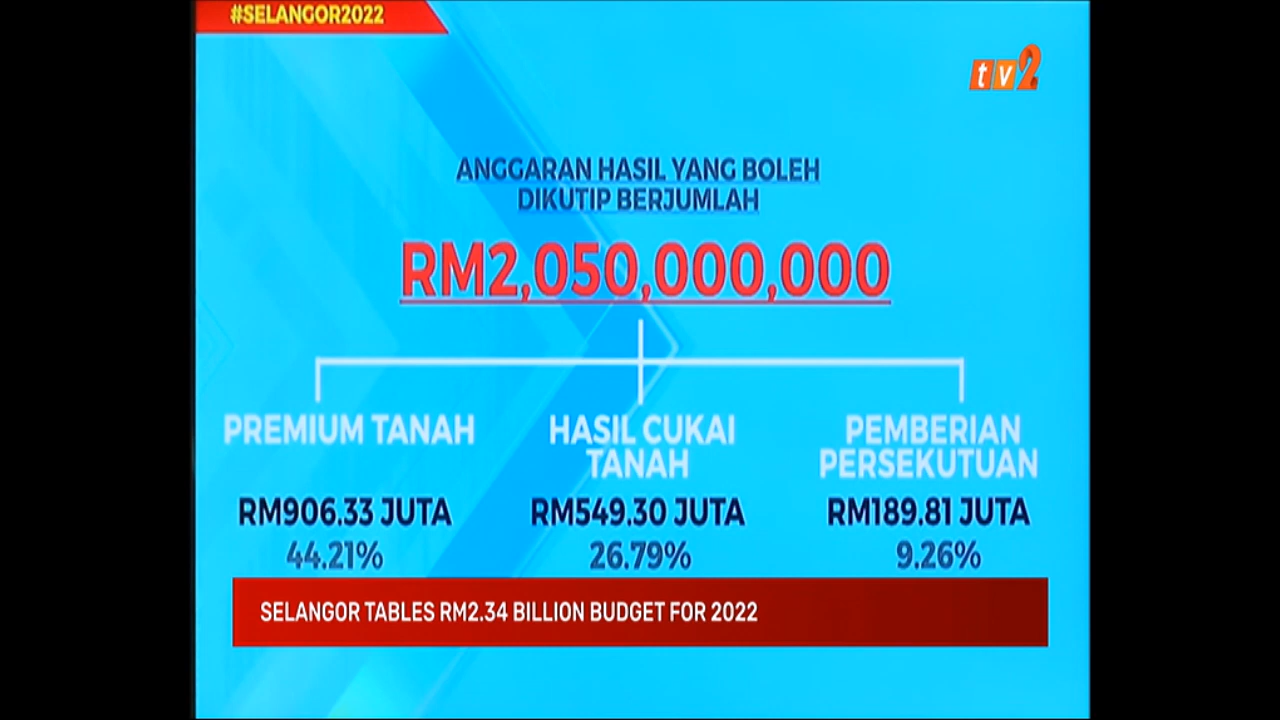 #SELANGOR2022
tv2
ANGGARAN HASIL YANG BOLEH
DIKUTIP BERJUMLAH
RM2,050,000,000
PREMIUM TANAH
RM906.33 JUTA
44.21%
HASIL CUKAI
TANAH
RM549.30 JUTA
26.79%
PEMBERIAN
PERSEKUTUAN
RM189.81 JUTA
9.26%
SELANGOR TABLES RM2.34 BILLION BUDGET FOR 2022